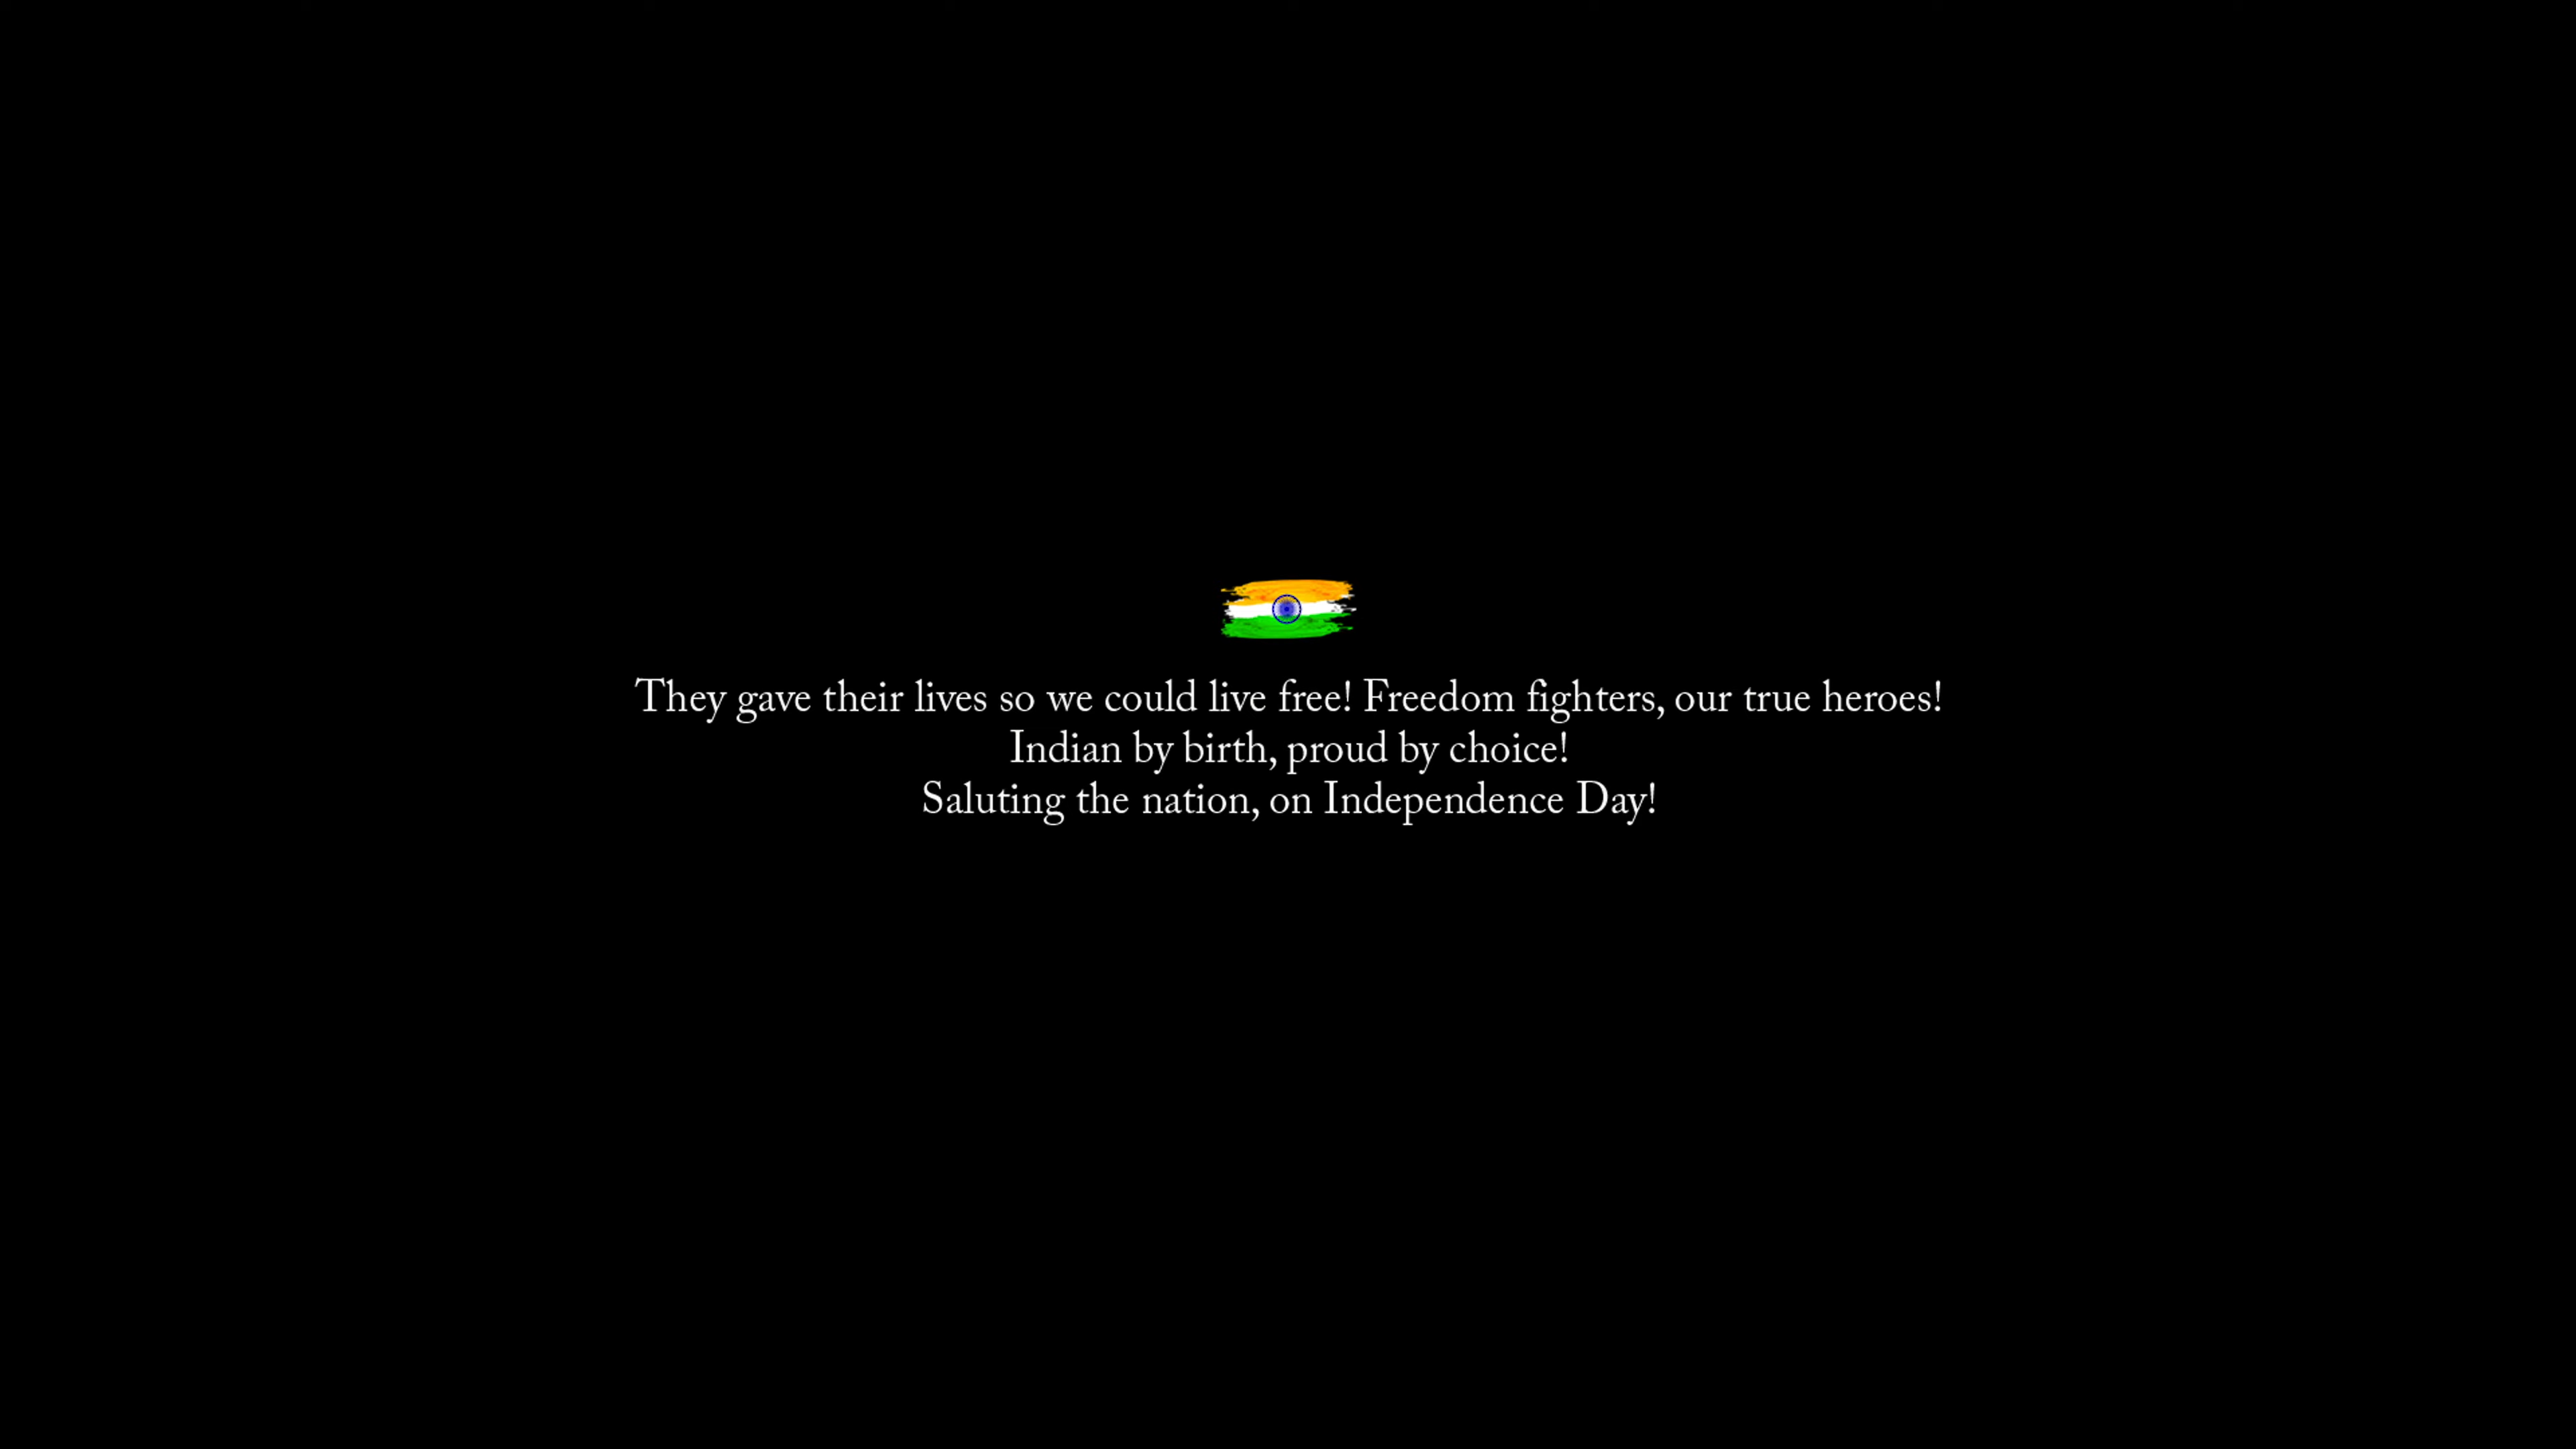 They gave their lives so we could live free! Freedom fighters, our true heroes!
Indian by birth, proud by choice!
Saluting the nation, on Independence Day!